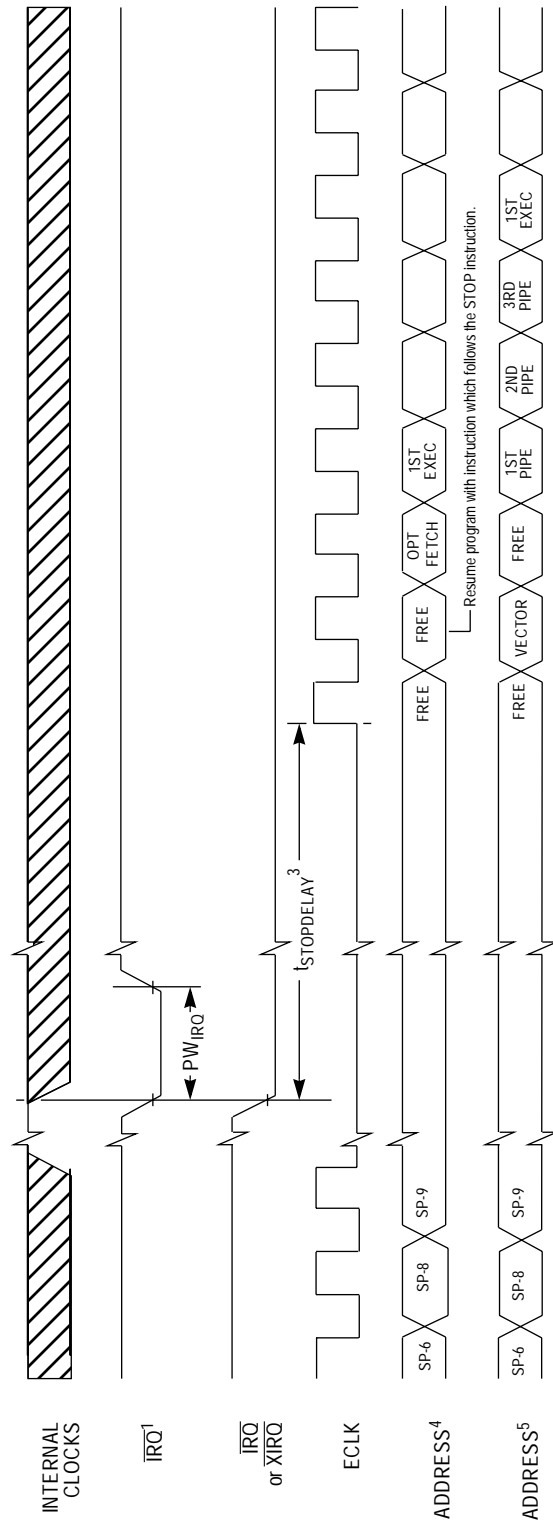 INTERNAL
CLOCKS
IRQ¹
PW_IRQ
IRQ
or XIRQ
t_STOPDELAY³
ECLK
ADDRESS⁴
SP-6
SP-8
SP-9
FREE
FREE
OPT
FETCH
1ST
EXEC
Resume program with instruction which follows the STOP instruction.
ADDRESS⁵
SP-6
SP-8
SP-9
FREE
VECTOR
FREE
1ST
PIPE
2ND
PIPE
3RD
PIPE
1ST
EXEC